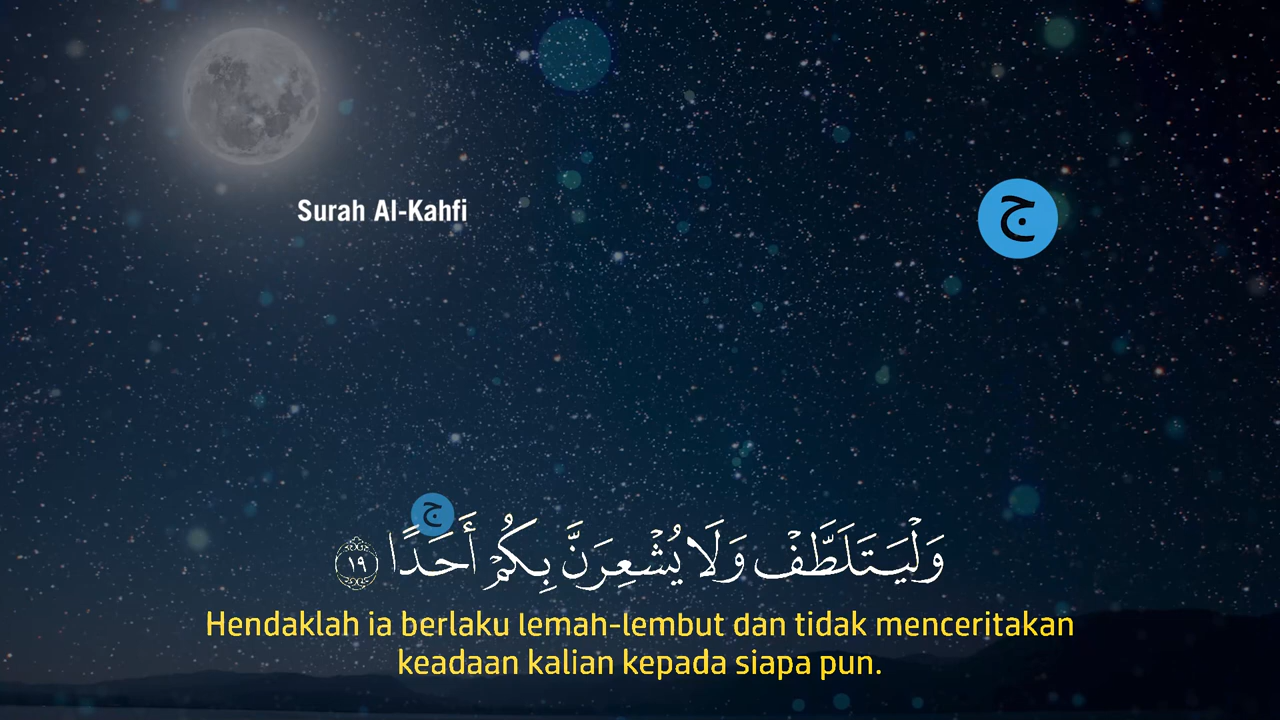 Surah Al-Kahfi
ج
ج
وَلْيَتَلَطَّفْ وَلَا يُشْعِرَنَّ بِكُمْ أَحَدًا ١٩
Hendaklah ia berlaku lemah-lembut dan tidak menceritakan
keadaan kalian kepada siapa pun.